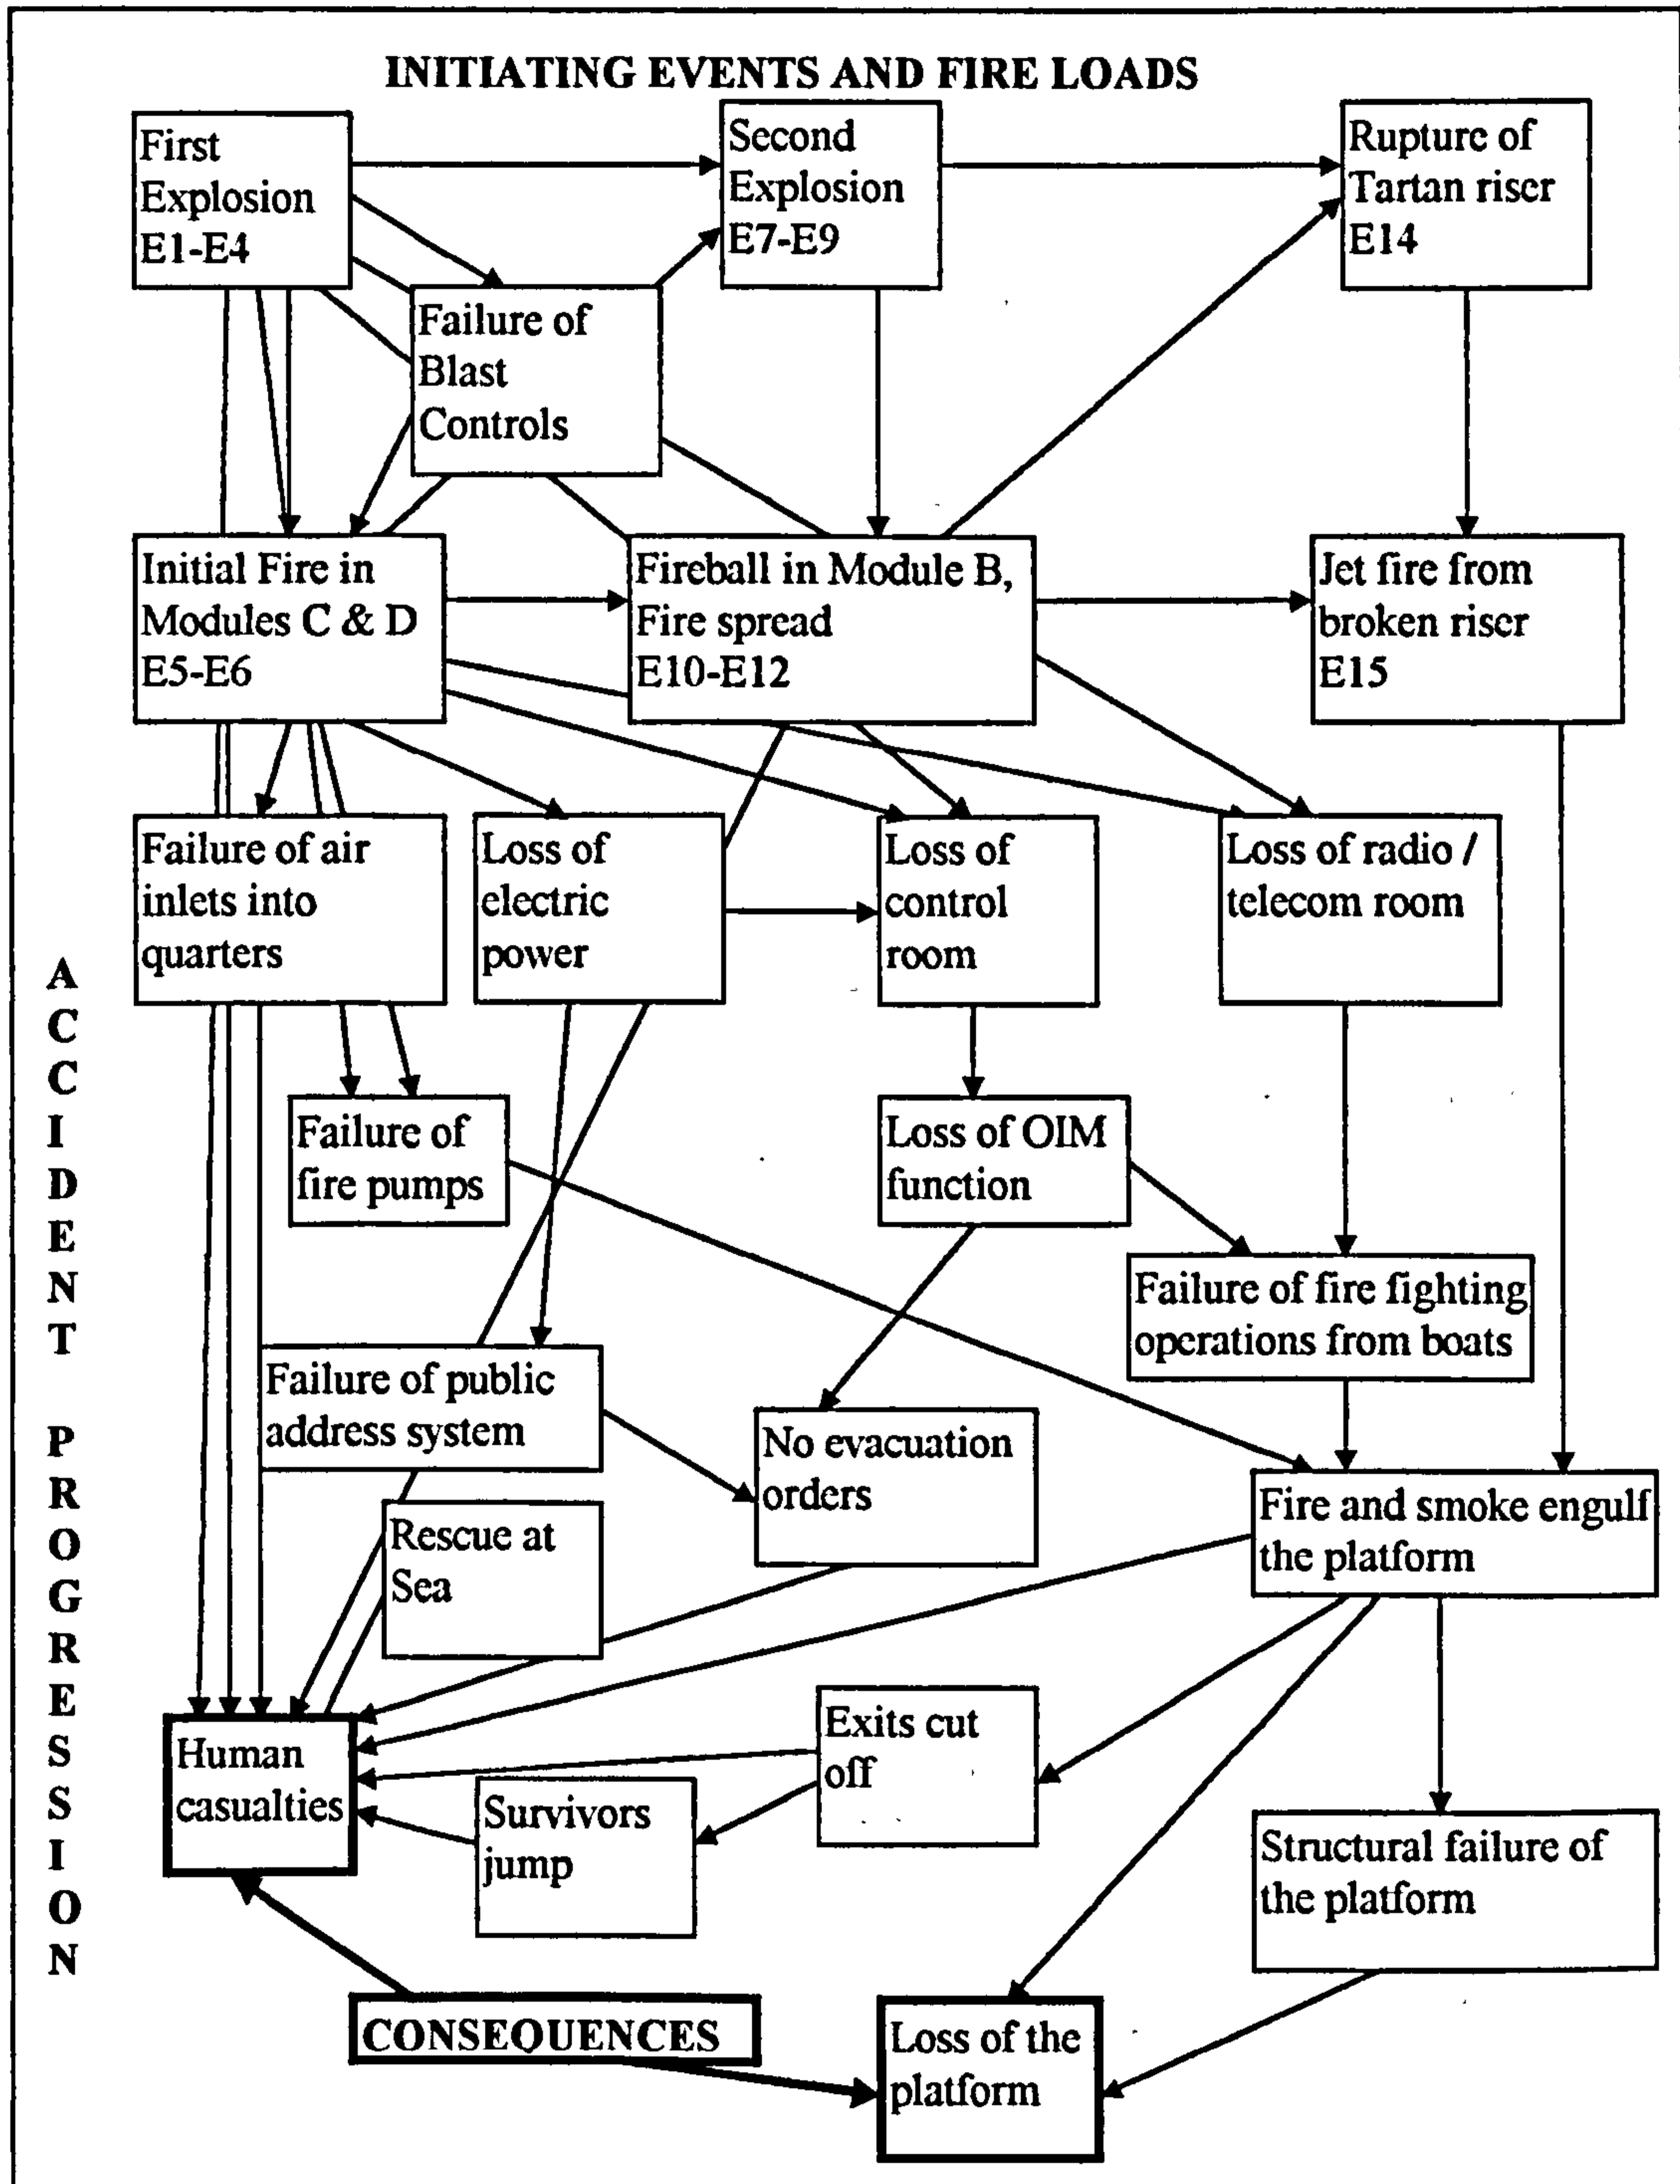 INITIATING EVENTS AND FIRE LOADS
First
Explosion
E1-E4
Second
Explosion
E7-E9
Rupture of
Tartan riser
E14
Failure of
Blast
Controls
Initial Fire in
Modules C & D
E5-E6
Fireball in Module B,
Fire spread
E10-E12
Jet fire from
broken riser
E15
Failure of air
inlets into
quarters
Loss of
electric
power
Loss of
control
room
Loss of radio /
telecom room
ACCIDENT PROGRESSION
Failure of
fire pumps
Loss of OIM
function
Failure of fire fighting
operations from boats
Failure of public
address system
No evacuation
orders
Fire and smoke engulf
the platform
Rescue at
Sea
Human
casualties
Exits cut
off
Survivors
jump
Structural failure of
the platform
CONSEQUENCES
Loss of the
platform